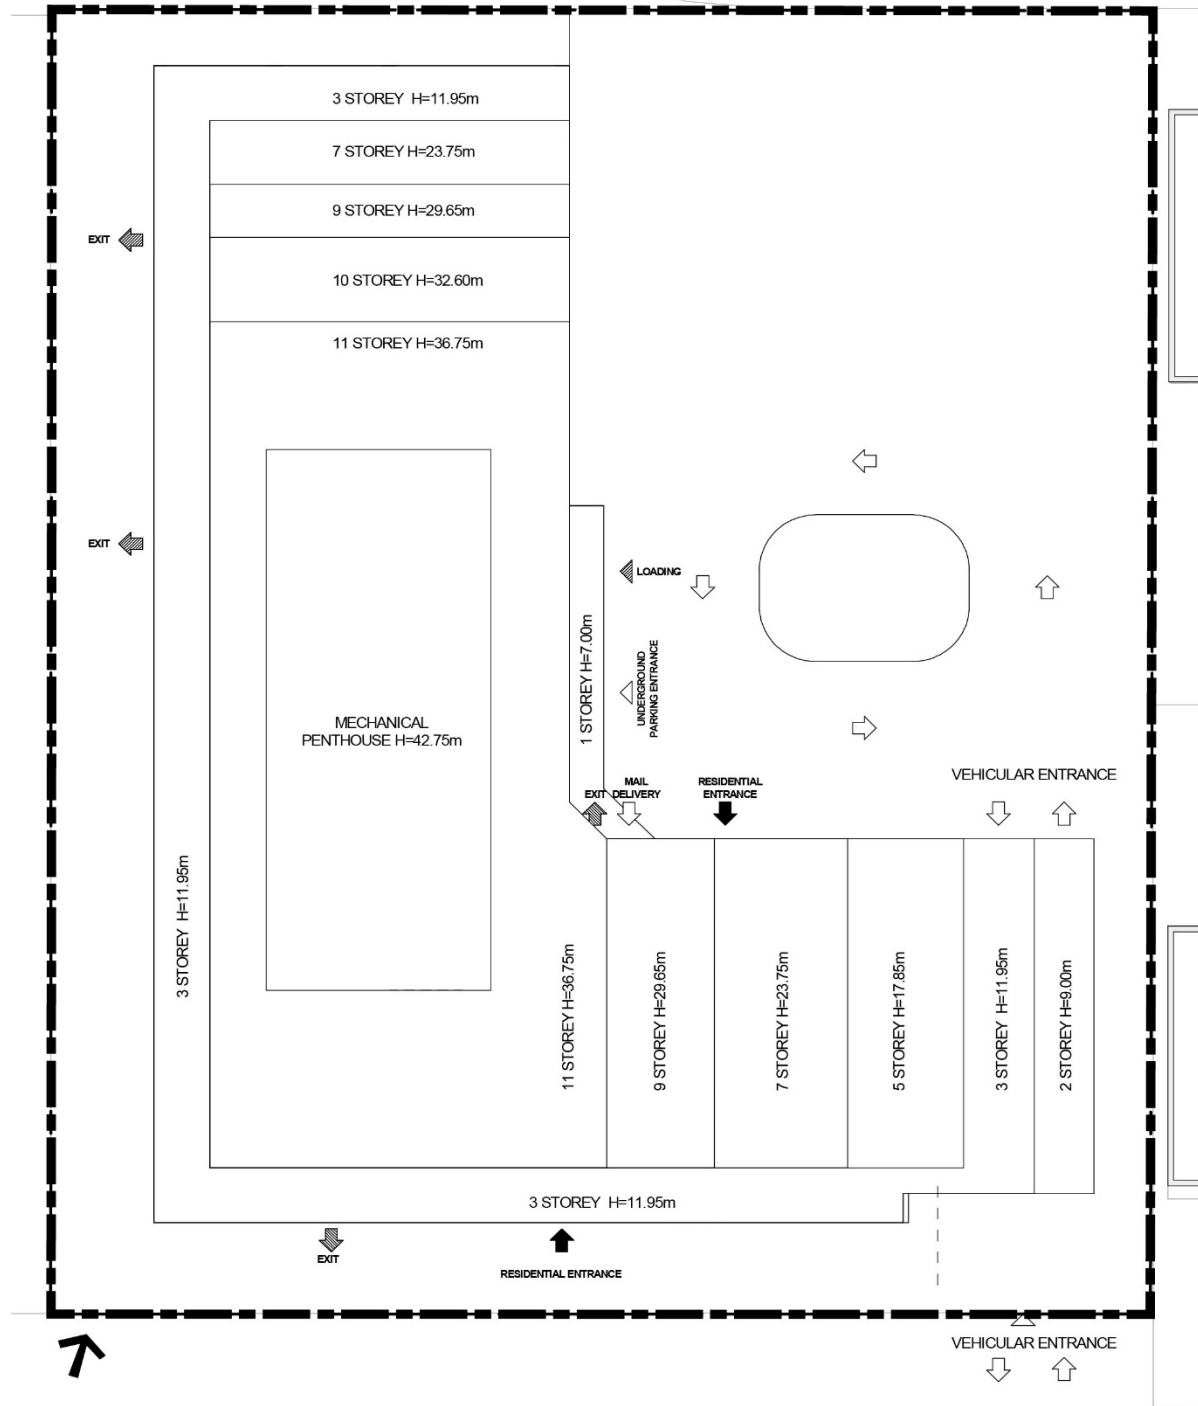 3 STOREY H=11.95m
7 STOREY H=23.75m
9 STOREY H=29.65m
EXIT
10 STOREY H=32.60m
11 STOREY H=36.75m
EXIT
LOADING
1 STOREY H=7.00m
UNDERGROUND
PARKING ENTRANCE
MECHANICAL
PENTHOUSE H=42.75m
VEHICULAR ENTRANCE
EXIT
MAIL
DELIVERY
RESIDENTIAL
ENTRANCE
3 STOREY H=11.95m
11 STOREY H=36.75m
9 STOREY H=29.65m
7 STOREY H=23.75m
5 STOREY H=17.85m
3 STOREY H=11.95m
2 STOREY H=9.00m
3 STOREY H=11.95m
EXIT
RESIDENTIAL ENTRANCE
VEHICULAR ENTRANCE